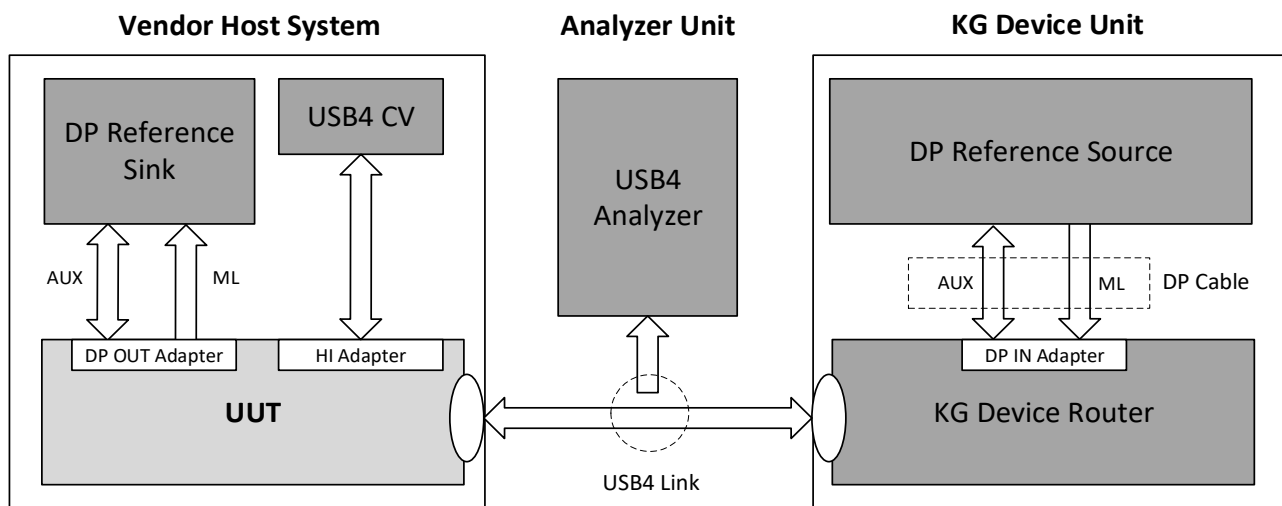 Vendor Host System
Analyzer Unit
KG Device Unit
DP Reference
Sink
USB4 CV
USB4
Analyzer
DP Reference Source
AUX
ML
AUX
ML
DP Cable
DP OUT Adapter
HI Adapter
DP IN Adapter
UUT
KG Device Router
USB4 Link